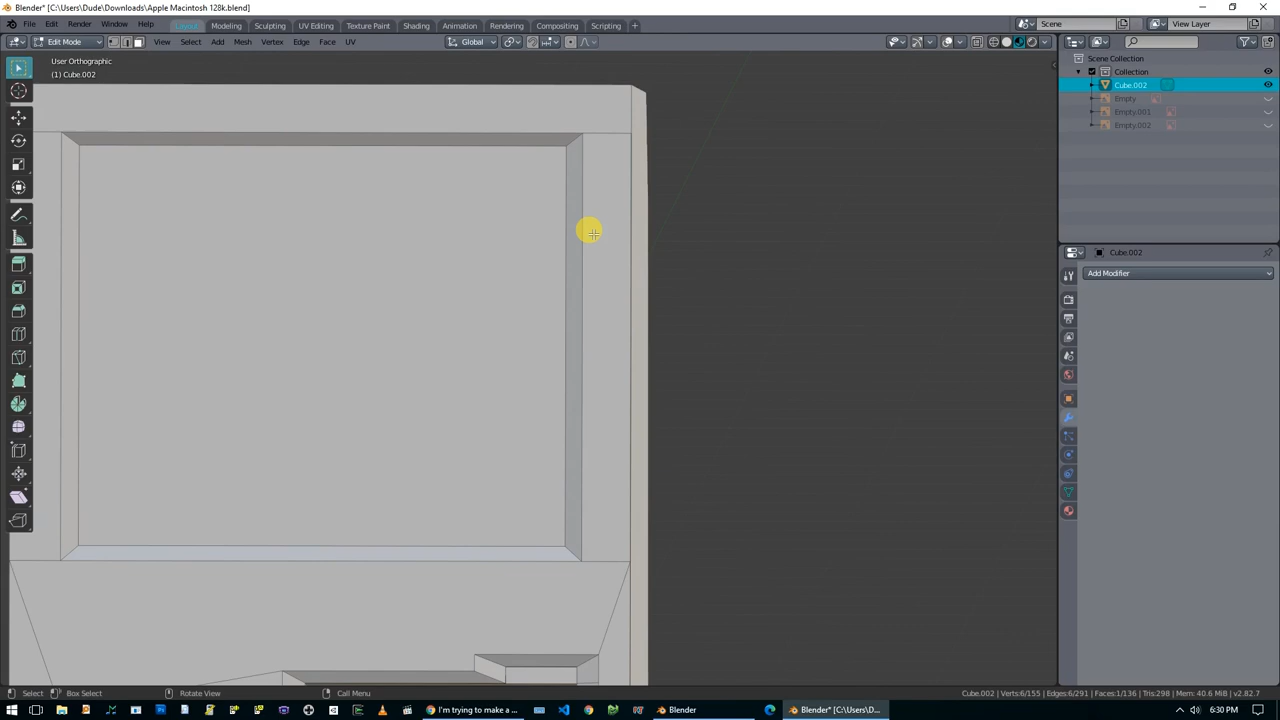 Blender* [C:\Users\Dude\Downloads\Apple Macintosh 128k.blend]
File Edit Render Window Help Layout Modeling Sculpting UV Editing Texture Paint Shading Animation Rendering Compositing Scripting + Scene View Layer
Edit Mode View Select Add Mesh Vertex Edge Face UV Global
User Orthographic
(1) Cube.002
Scene Collection
Collection
Cube.002
Empty
Empty.001
Empty.002
Cube.002
Add Modifier
Select Box Select Rotate View Call Menu Cube.002 | Verts:6/155 | Edges:6/291 | Faces:1/136 | Tris:298 | Mem: 40.6 MiB | v2.82.7
I'm trying to make a ... Blender Blender* [C:\Users\D... 6:30 PM